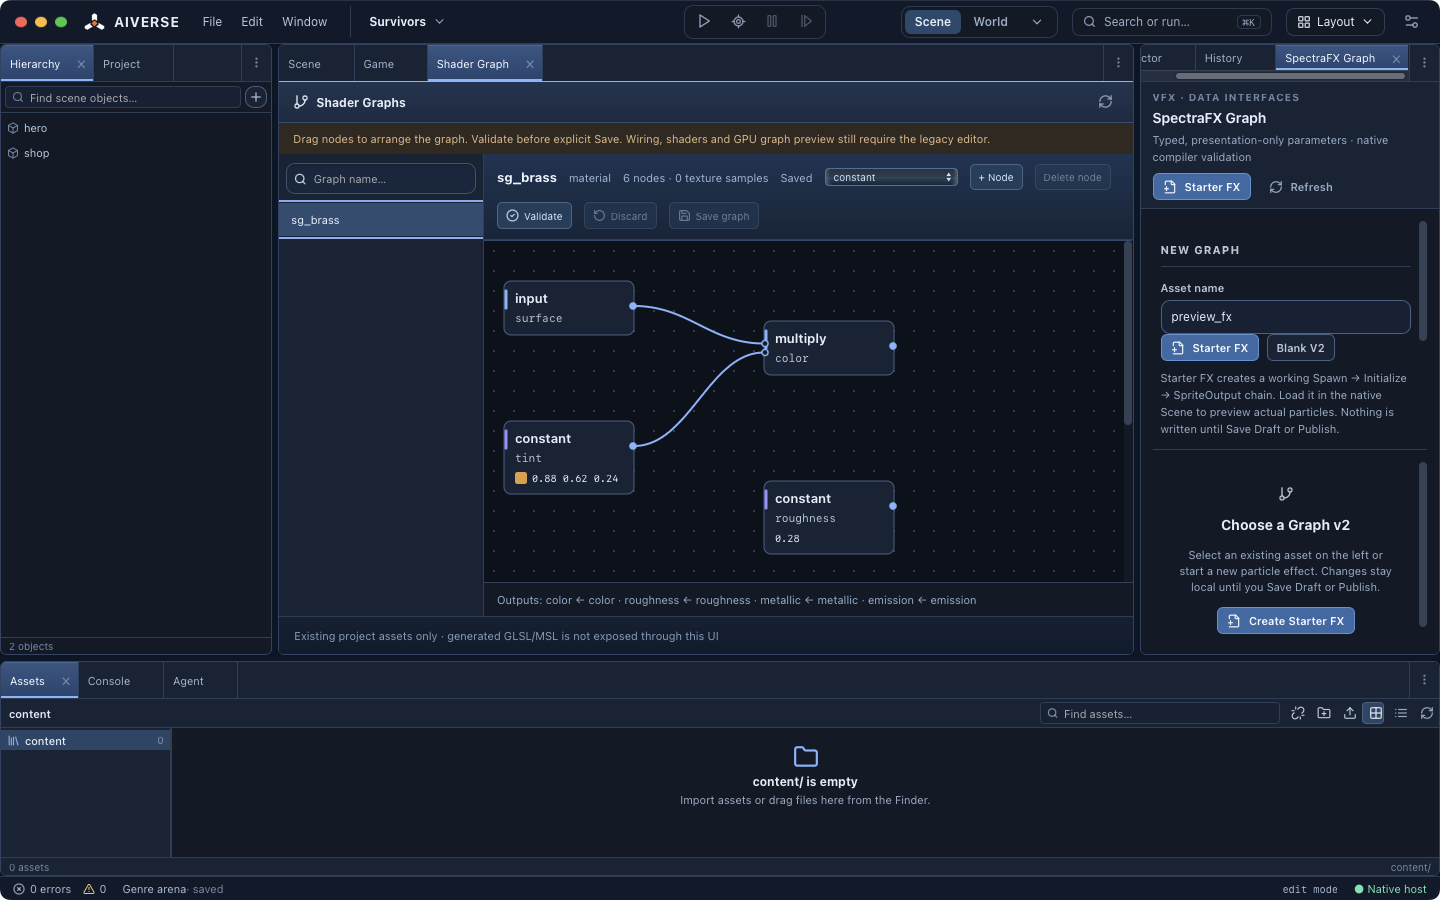 AIVERSE File Edit Window Survivors Scene World Search or run... ⌘K Layout
Hierarchy Project
Find scene objects...
hero
shop
2 objects
Scene Game Shader Graph
Shader Graphs
Drag nodes to arrange the graph. Validate before explicit Save. Wiring, shaders and GPU graph preview still require the legacy editor.
Graph name...
sg_brass
sg_brass material 6 nodes · 0 texture samples Saved constant + Node Delete node
Validate Discard Save graph
input
surface
multiply
color
constant
tint
0.88 0.62 0.24
constant
roughness
0.28
Outputs: color ← color · roughness ← roughness · metallic ← metallic · emission ← emission
Existing project assets only · generated GLSL/MSL is not exposed through this UI
ctor History SpectraFX Graph
VFX · DATA INTERFACES
SpectraFX Graph
Typed, presentation-only parameters · native
compiler validation
Starter FX Refresh
NEW GRAPH
Asset name
preview_fx
Starter FX Blank V2
Starter FX creates a working Spawn → Initialize
→ SpriteOutput chain. Load it in the native
Scene to preview actual particles. Nothing is
written until Save Draft or Publish.
Choose a Graph v2
Select an existing asset on the left or
start a new particle effect. Changes stay
local until you Save Draft or Publish.
Create Starter FX
Assets Console Agent
content Find assets...
content 0
content/ is empty
Import assets or drag files here from the Finder.
0 assets content/
0 errors 0 Genre arena · saved edit mode Native host